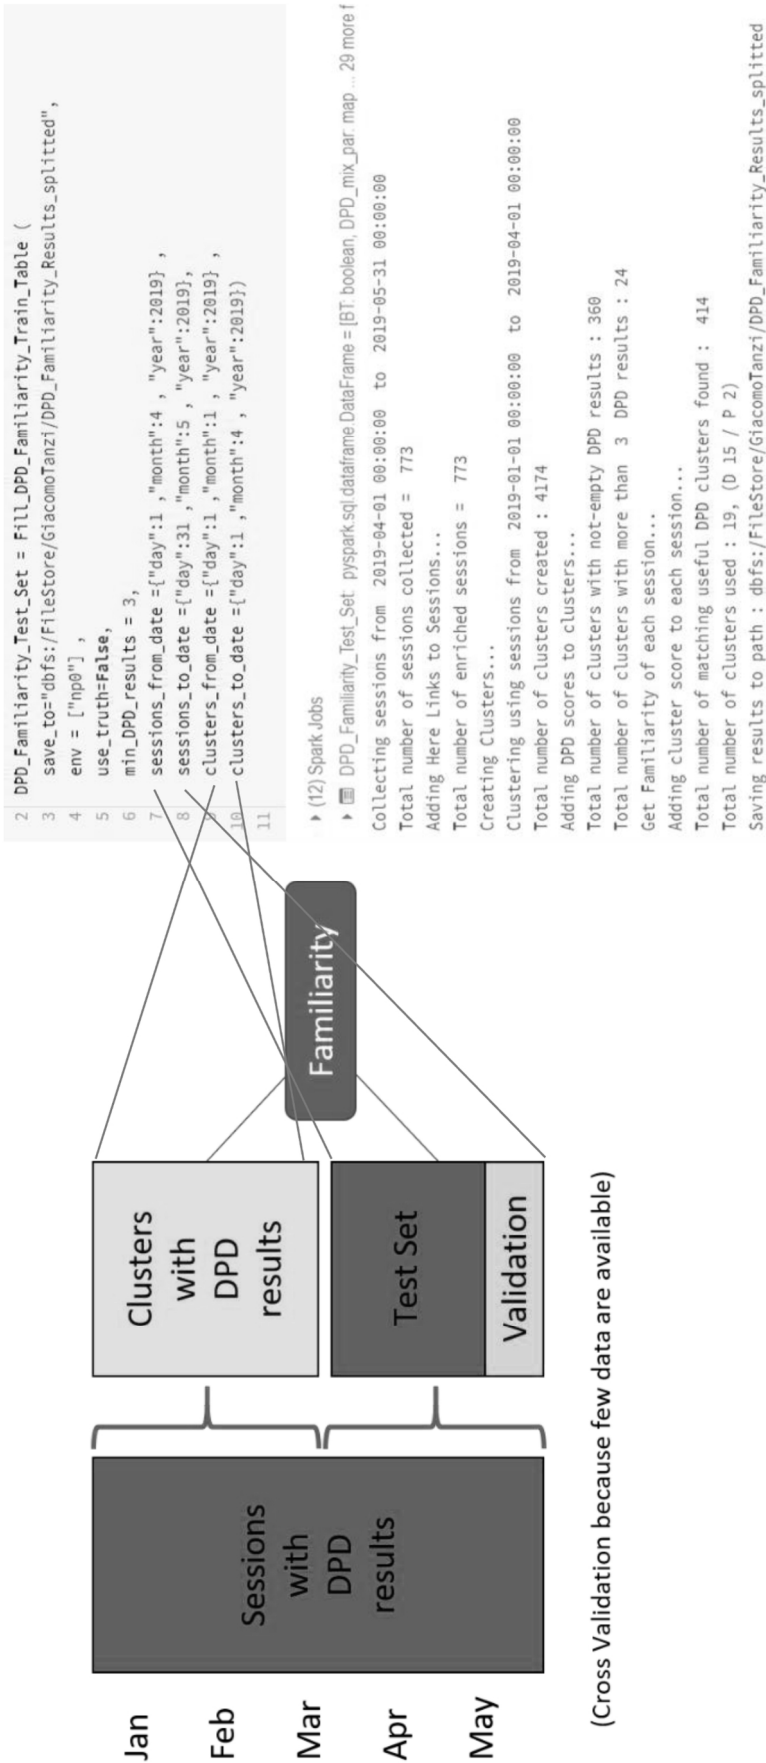 Jan
Feb
Mar
Apr
May
Sessions
with
DPD
results
Clusters
with
DPD
results
Test Set
Validation
Familiarity
(Cross Validation because few data are available)
2 DPD_Familiarity_Test_Set = Fill_DPD_Familiarity_Train_Table (
3 save_to="dbfs:/FileStore/GiacomoTanzi/DPD_Familiarity_Results_splitted",
4 env = ["np0"] ,
5 use_truth=False,
6 min_DPD_results = 3,
7 sessions_from_date ={"day":1 ,"month":4 , "year":2019} ,
8 sessions_to_date ={"day":31 ,"month":5 , "year":2019},
9 clusters_from_date ={"day":1 ,"month":1 , "year":2019} ,
10 clusters_to_date ={"day":1 ,"month":4 , "year":2019})
11
(12) Spark Jobs
DPD_Familiarity_Test_Set: pyspark.sql.dataframe.DataFrame = [BT: boolean, DPD_mix_par: map ... 29 more f
Collecting sessions from 2019-04-01 00:00:00 to 2019-05-31 00:00:00
Total number of sessions collected = 773
Adding Here Links to Sessions...
Total number of enriched sessions = 773
Creating Clusters...
Clustering using sessions from 2019-01-01 00:00:00 to 2019-04-01 00:00:00
Total number of clusters created : 4174
Adding DPD scores to clusters...
Total number of clusters with not-empty DPD results : 360
Total number of clusters with more than 3 DPD results : 24
Get Familiarity of each session...
Adding cluster score to each session...
Total number of matching useful DPD clusters found : 414
Total number of clusters used : 19, (D 15 / P 2)
Saving results to path : dbfs:/FileStore/GiacomoTanzi/DPD_Familiarity_Results_splitted